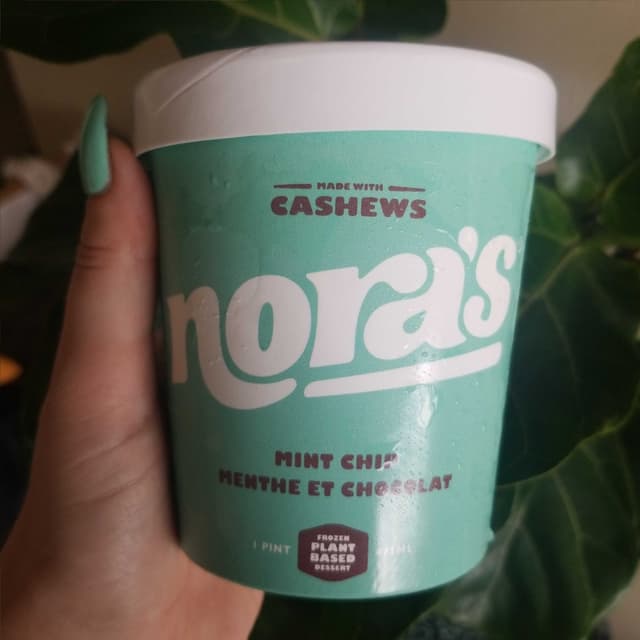 MADE WITH
CASHEWS
nora's
MINT CHIP
MENTHE ET CHOCOLAT
1 PINT
FROZEN
PLANT
BASED
DESSERT